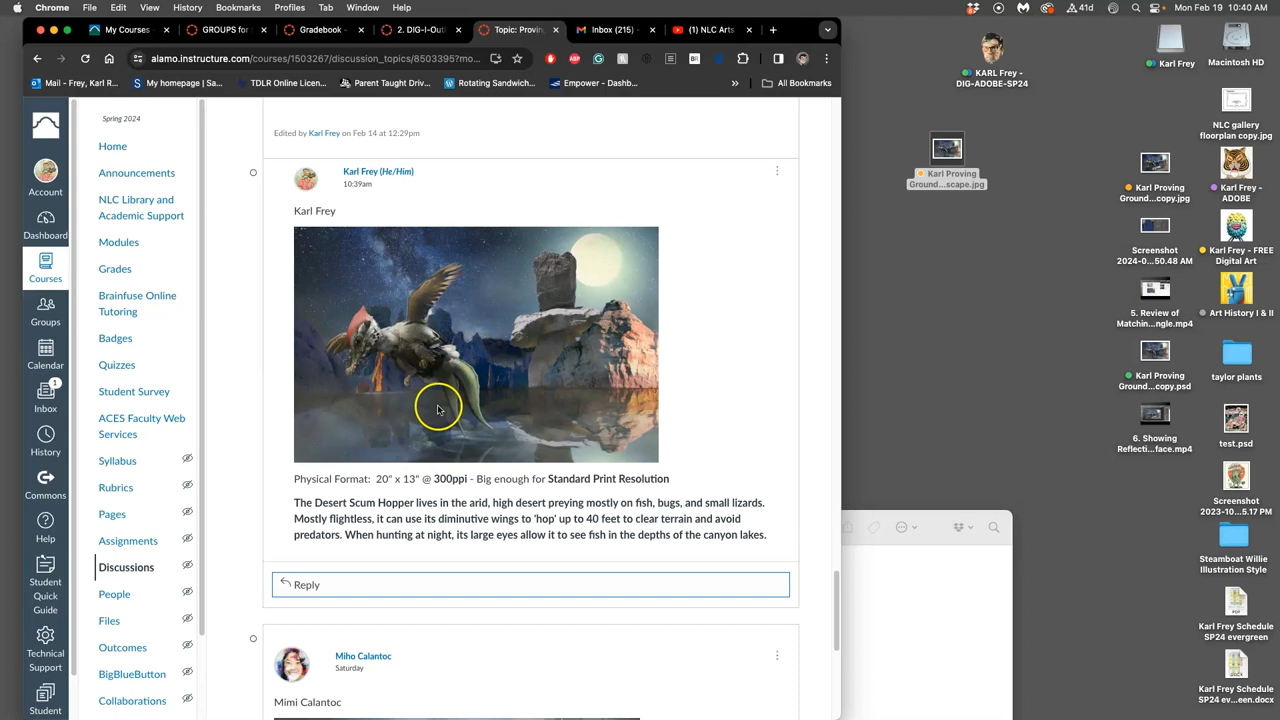 Chrome File Edit View History Bookmarks Profiles Tab Window Help
41d
Mon Feb 19 10:40 AM
My Courses
GROUPS for
Gradebook -
2. DIG-I-Out
Topic: Provin
Inbox (215) -
(1) NLC Arts
alamo.instructure.com/courses/1503267/discussion_topics/8503395?mo...
Mail - Frey, Karl R...
My homepage | Sa...
TDLR Online Licen...
Parent Taught Driv...
Rotating Swarchin...
Empower - Dashb...
»
All Bookmarks
Account
Dashboard
Courses
Groups
Calendar
1
Inbox
History
Commons
Help
Student
Quick
Guide
Technical
Support
Student
Spring 2024
Home
Announcements
NLC Library and
Academic Support
Modules
Grades
Brainfuse Online
Tutoring
Badges
Quizzes
Student Survey
ACES Faculty Web
Services
Syllabus
Rubrics
Pages
Assignments
Discussions
People
Files
Outcomes
BigBlueButton
Collaborations
Edited by Karl Frey on Feb 14 at 12:29pm
Karl Frey (He/Him)
10:39am
Karl Frey
Physical Format: 20" x 13" @ 300ppi - Big enough for Standard Print Resolution
The Desert Scum Hopper lives in the arid, high desert preying mostly on fish, bugs, and small lizards.
Mostly flightless, it can use its diminutive wings to 'hop' up to 40 feet to clear terrain and avoid
predators. When hunting at night, its large eyes allow it to see fish in the depths of the canyon lakes.
Reply
Miho Calantoc
Saturday
Mimi Calantoc
KARL Frey -
DIG-ADOBE-SP24
Karl Proving
Ground...scape.jpg
Karl Frey
Macintosh HD
NLC gallery
floorplan copy.jpg
Karl Proving
Ground...copy.jpg
Karl Frey -
ADOBE
Screenshot
2024-0...50.48 AM
Karl Frey - FREE
Digital Art
5. Review of
Matchin...ngle.mp4
Art History I & II
Karl Proving
Ground...copy.psd
taylor plants
6. Showing
Reflecti...face.mp4
test.psd
Screenshot
2023-10...5.17 PM
Steamboat Willie
Illustration Style
PDF
Karl Frey Schedule
SP24 evergreen
Karl Frey Schedule
SP24 ev...een.docx